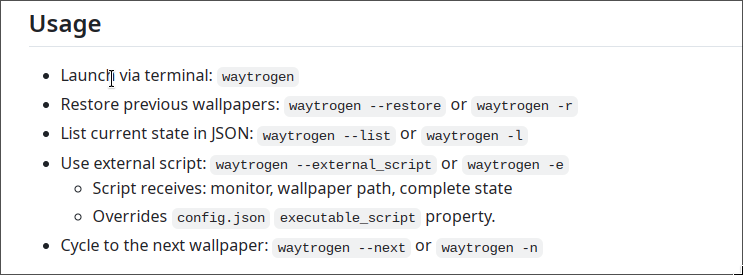 Usage
Launch via terminal: waytrogen
Restore previous wallpapers: waytrogen --restore or waytrogen -r
List current state in JSON: waytrogen --list or waytrogen -l
Use external script: waytrogen --external_script or waytrogen -e
Script receives: monitor, wallpaper path, complete state
Overrides config.json executable_script property.
Cycle to the next wallpaper: waytrogen --next or waytrogen -n